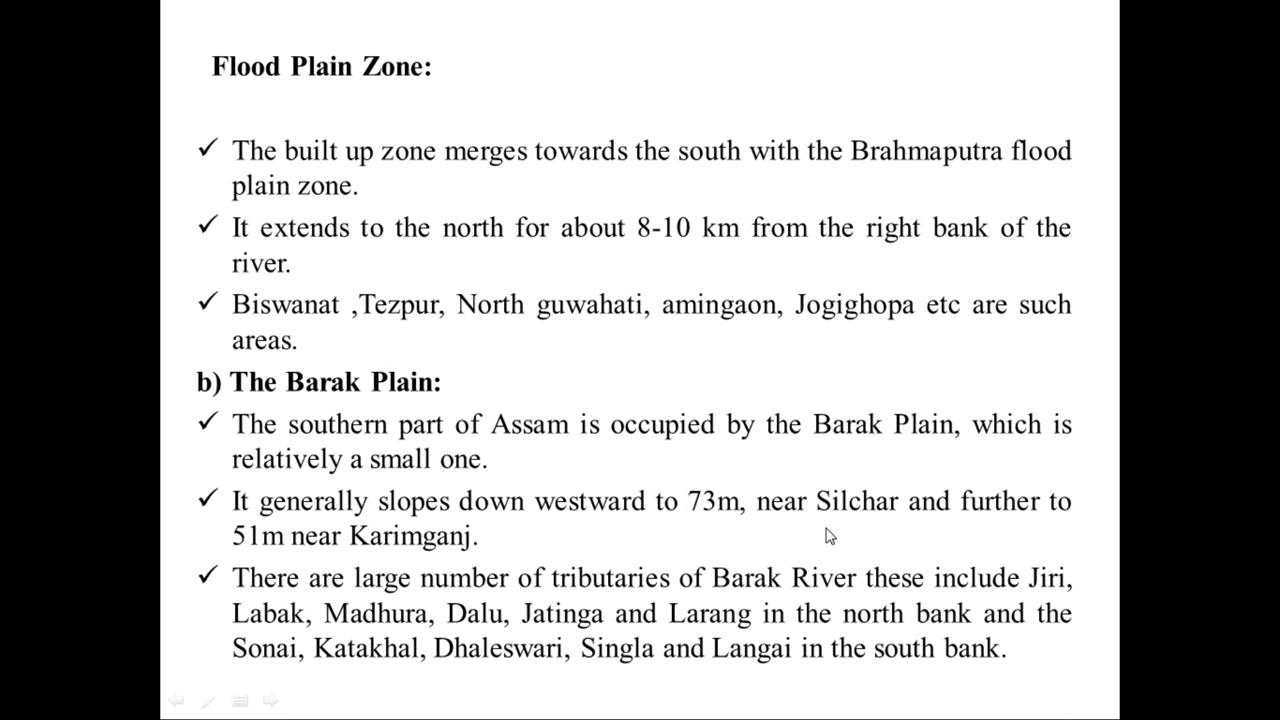 Flood Plain Zone:
✓ The built up zone merges towards the south with the Brahmaputra flood
plain zone.
✓ It extends to the north for about 8-10 km from the right bank of the
river.
✓ Biswanat ,Tezpur, North guwahati, amingaon, Jogighopa etc are such
areas.
b) The Barak Plain:
✓ The southern part of Assam is occupied by the Barak Plain, which is
relatively a small one.
✓ It generally slopes down westward to 73m, near Silchar and further to
51m near Karimganj.
✓ There are large number of tributaries of Barak River these include Jiri,
Labak, Madhura, Dalu, Jatinga and Larang in the north bank and the
Sonai, Katakhal, Dhaleswari, Singla and Langai in the south bank.